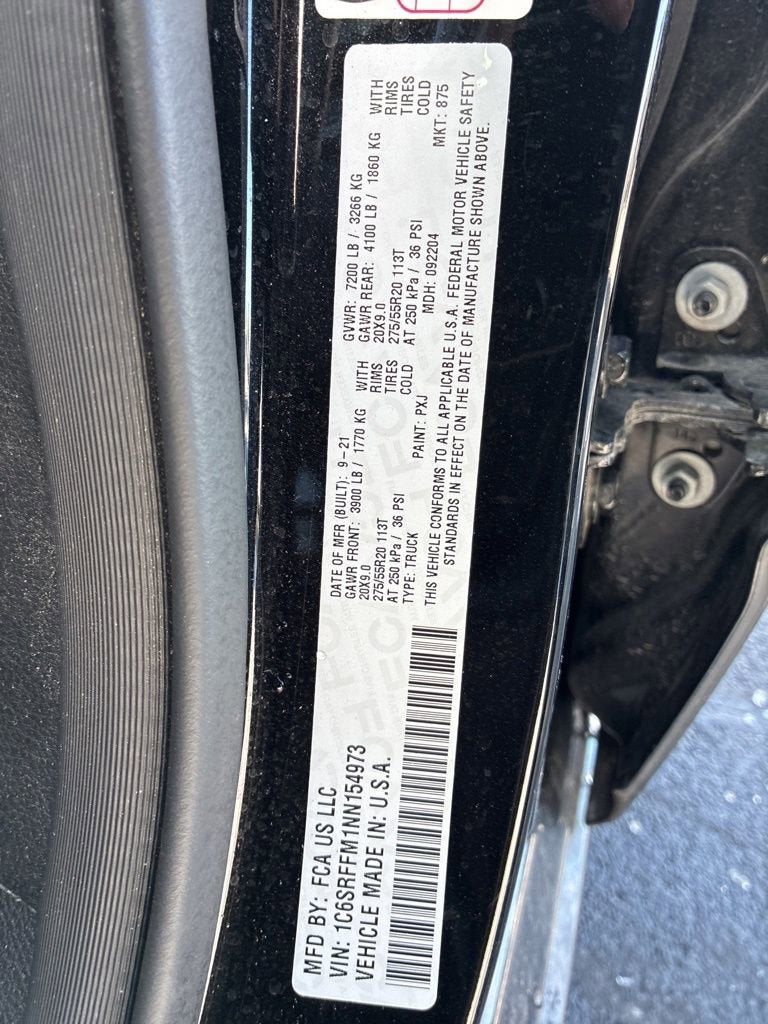 MFD BY: FCA US LLC
VIN: 1C6SRFFM1NN154973
VEHICLE MADE IN: U.S.A.
DATE OF MFR (BUILT): 9-21 GVWR: 7200 LB / 3266 KG
GAWR FRONT: 3900 LB / 1770 KG WITH GAWR REAR: 4100 LB / 1860 KG WITH
20X9.0 RIMS 20X9.0 RIMS
275/55R20 113T TIRES 275/55R20 113T TIRES
AT 250 kPa / 36 PSI COLD AT 250 kPa / 36 PSI COLD
TYPE: TRUCK PAINT: PXJ MDH: 092204 MKT: 875
THIS VEHICLE CONFORMS TO ALL APPLICABLE U.S.A. FEDERAL MOTOR VEHICLE SAFETY
STANDARDS IN EFFECT ON THE DATE OF MANUFACTURE SHOWN ABOVE.